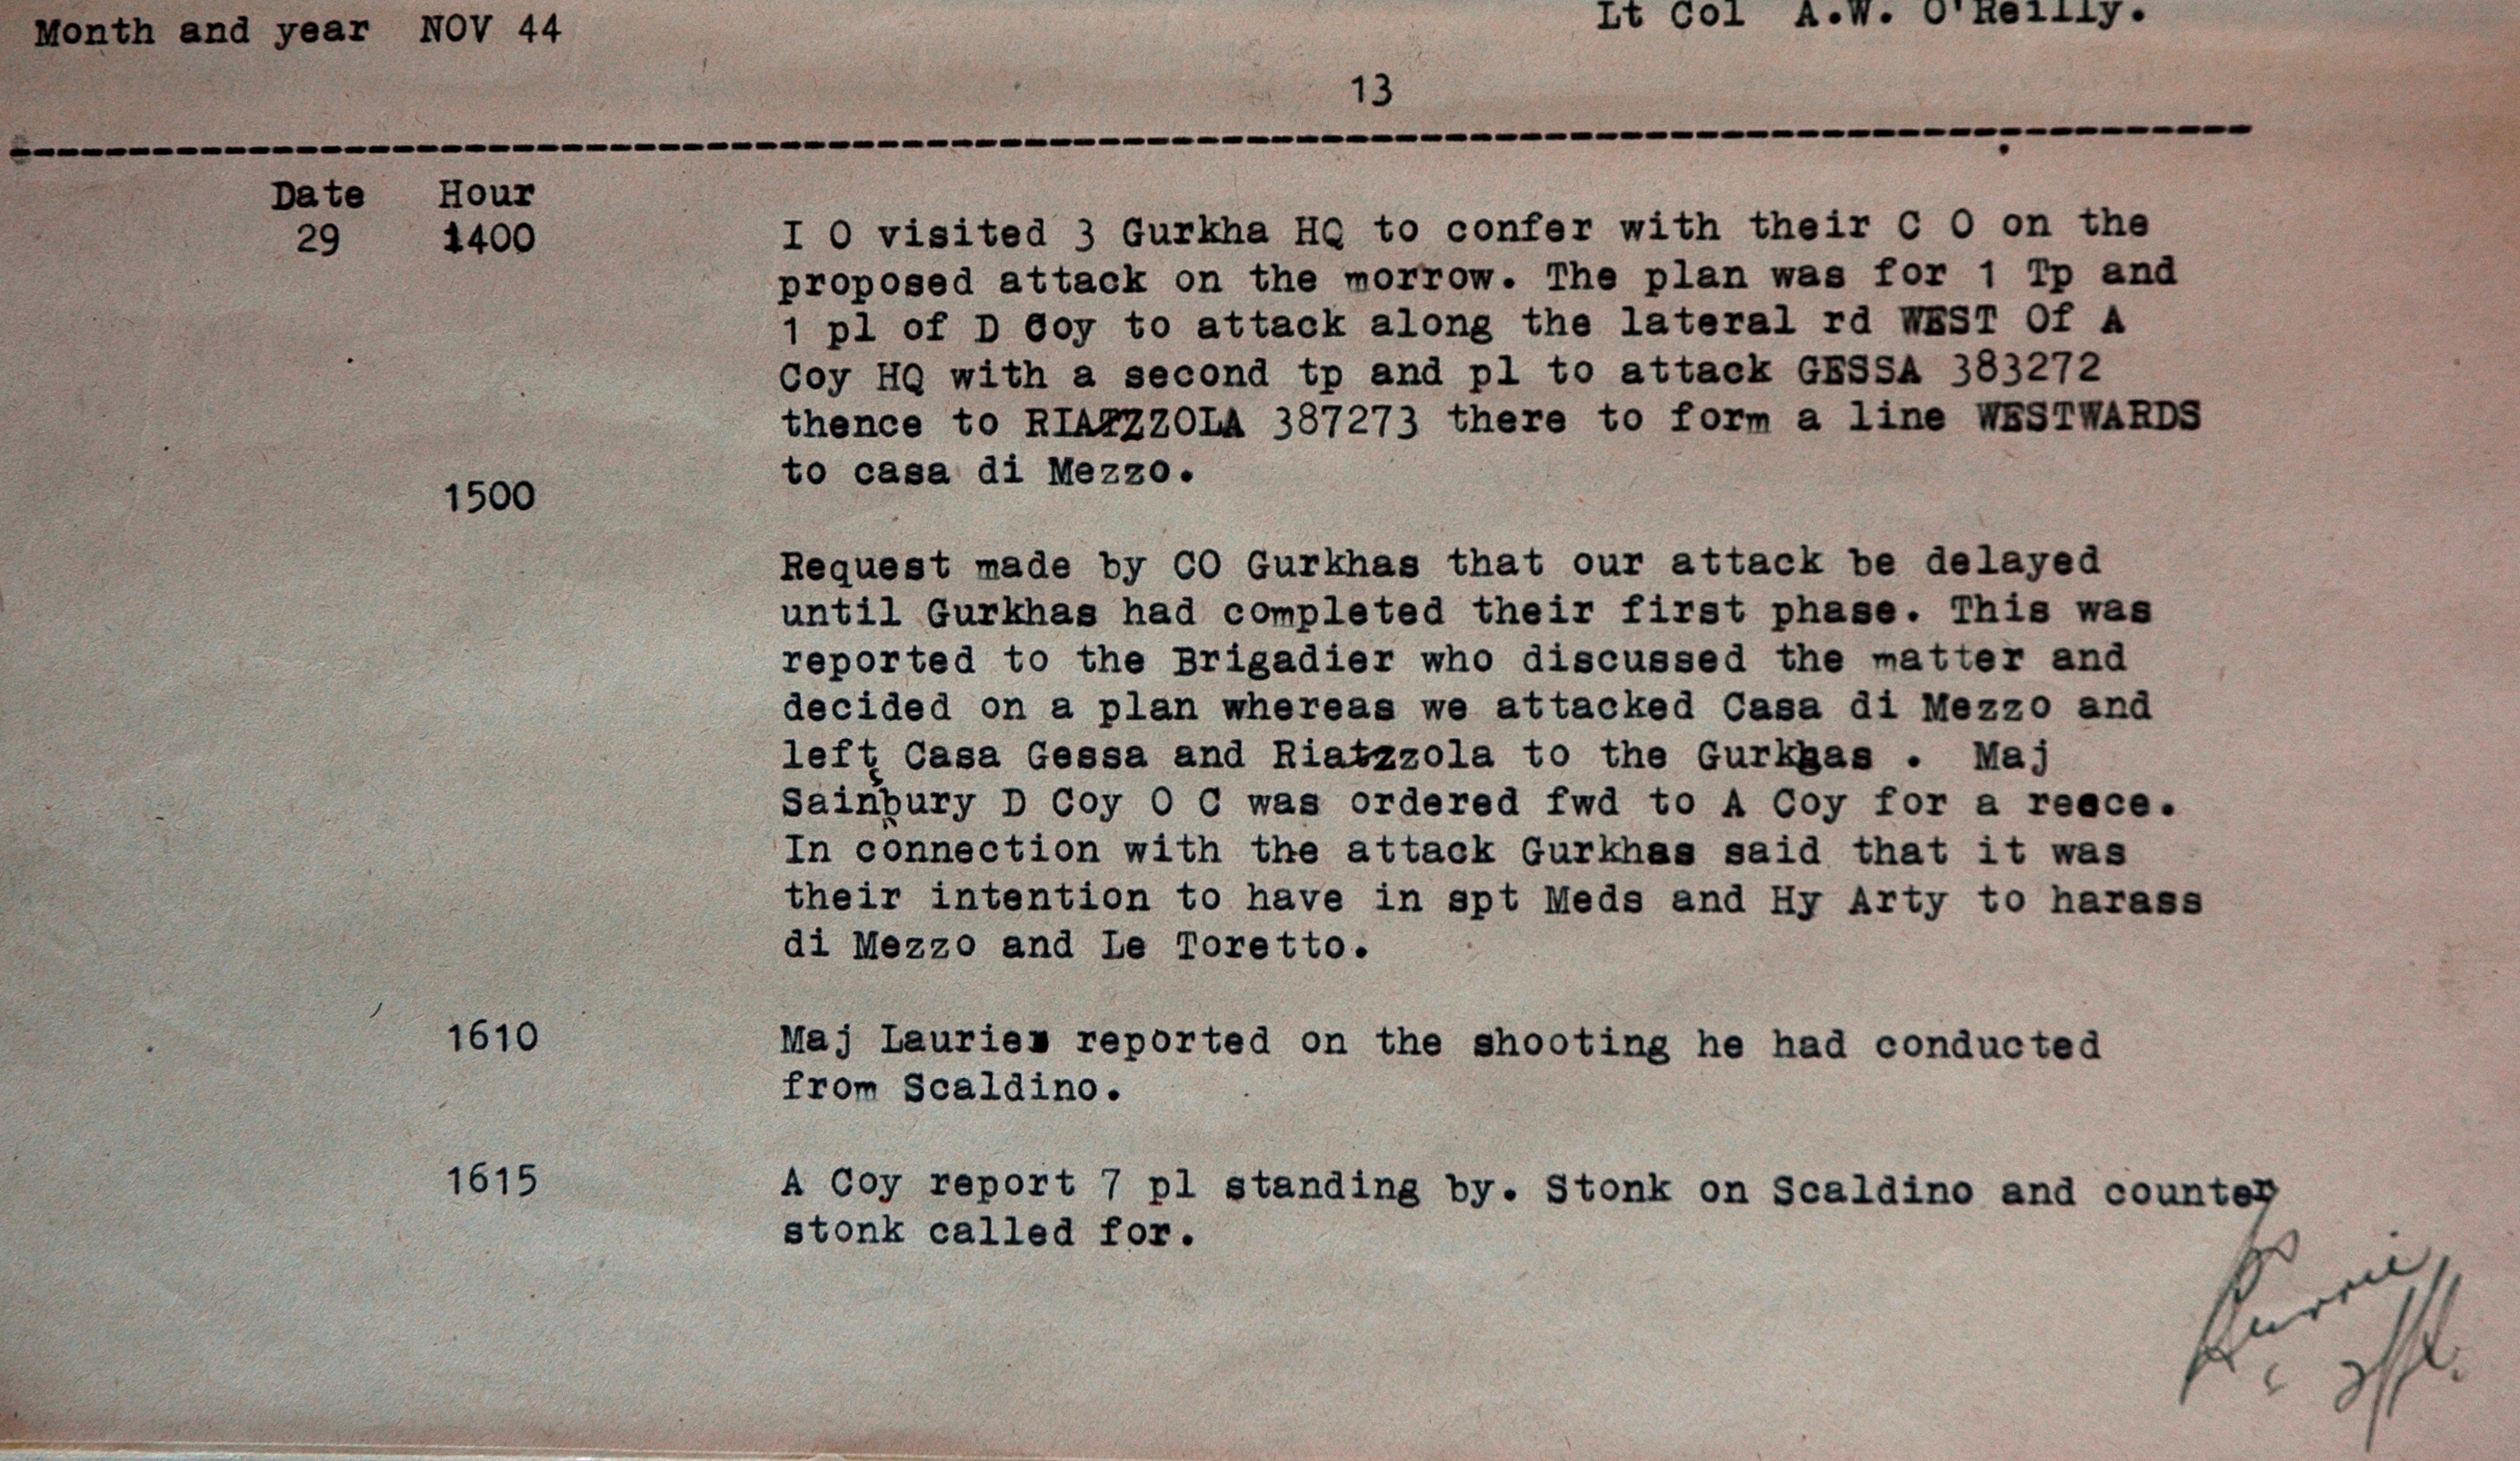 Month and year NOV 44
Lt Col A.W. O'Reilly.
13
Date Hour
29 1400 I O visited 3 Gurkha HQ to confer with their C O on the
proposed attack on the morrow. The plan was for 1 Tp and
1 pl of D Coy to attack along the lateral rd WEST Of A
Coy HQ with a second tp and pl to attack GESSA 383272
thence to RIATZZOLA 387273 there to form a line WESTWARDS
to casa di Mezzo.
1500
Request made by CO Gurkhas that our attack be delayed
until Gurkhas had completed their first phase. This was
reported to the Brigadier who discussed the matter and
decided on a plan whereas we attacked Casa di Mezzo and
left Casa Gessa and Riatzzola to the Gurkhas . Maj
Sainbury D Coy O C was ordered fwd to A Coy for a recce.
In connection with the attack Gurkhas said that it was
their intention to have in spt Meds and Hy Arty to harass
di Mezzo and Le Toretto.
1610 Maj Laurie reported on the shooting he had conducted
from Scaldino.
1615 A Coy report 7 pl standing by. Stonk on Scaldino and counter
stonk called for.